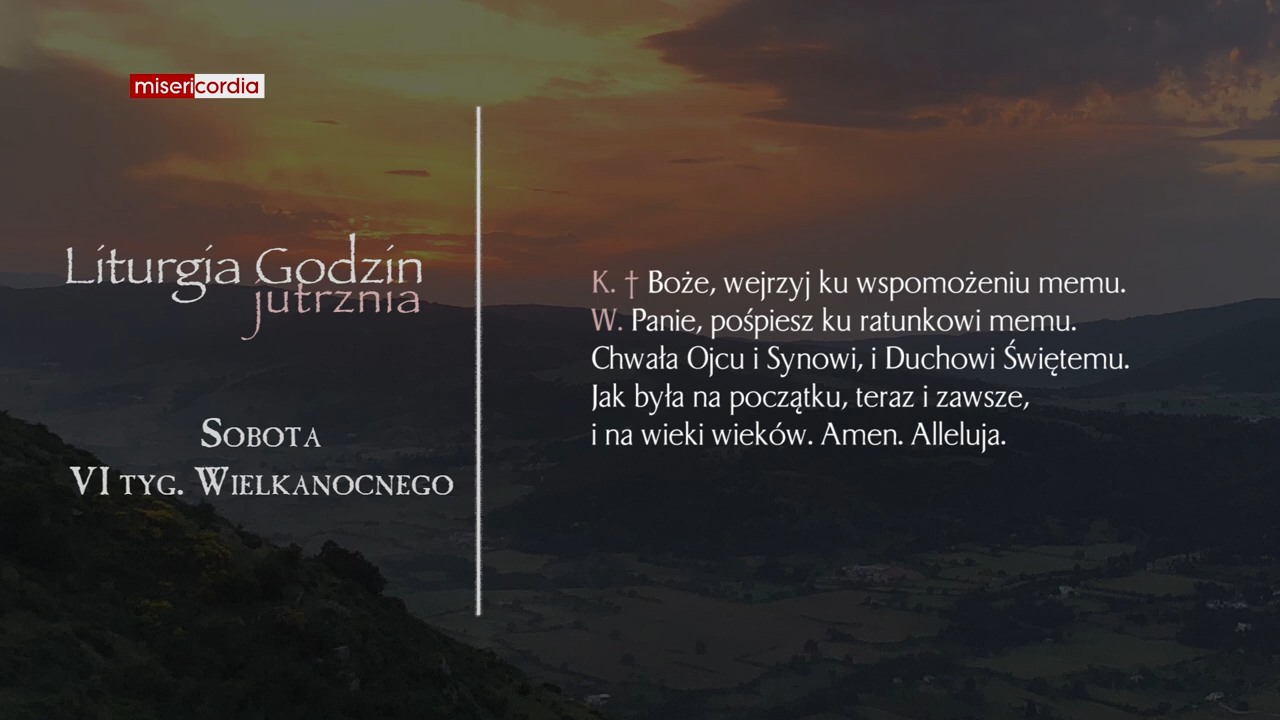 misericordia
Liturgia Godzin
jutrznia
Sobota
VI tyg. Wielkanocnego
K. † Boże, wejrzyj ku wspomożeniu memu.
W. Panie, pośpiesz ku ratunkowi memu.
Chwała Ojcu i Synowi, i Duchowi Świętemu.
Jak była na początku, teraz i zawsze,
i na wieki wieków. Amen. Alleluja.